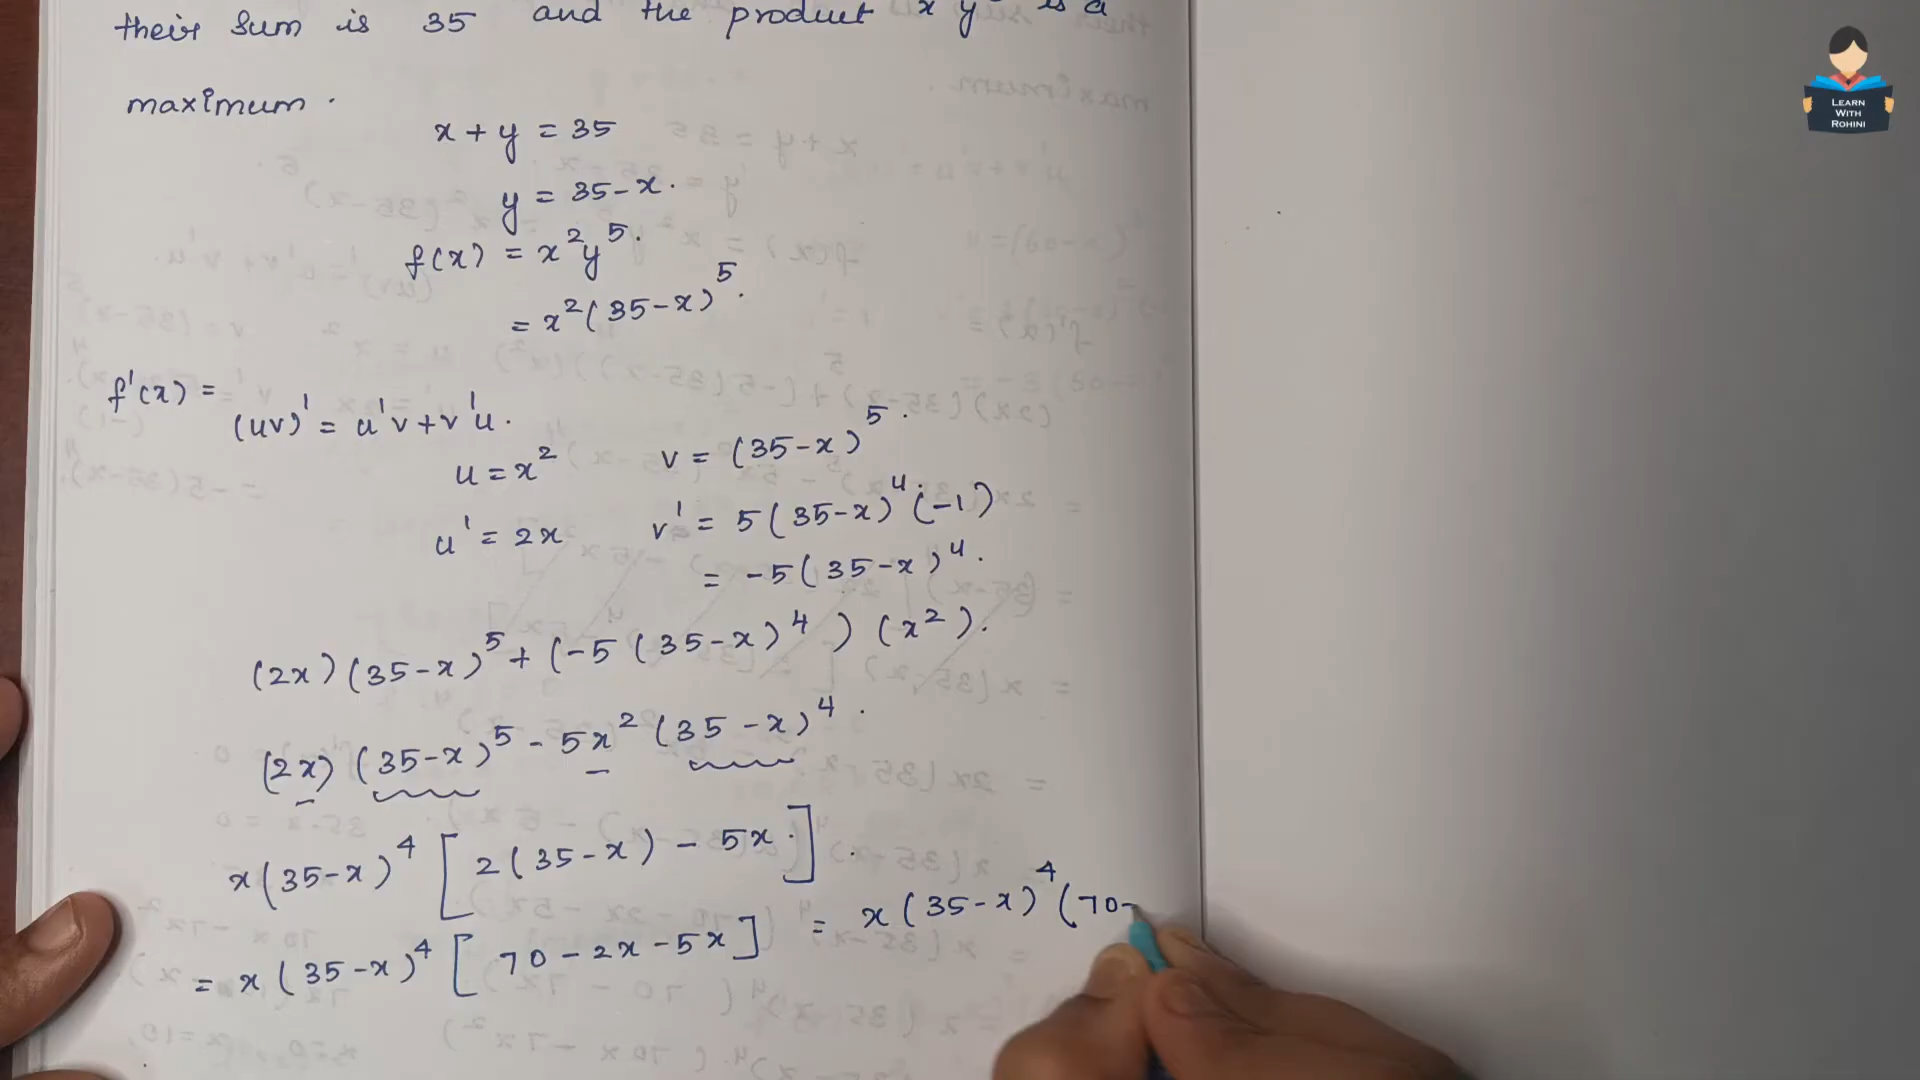 their sum is 35 and the product x y is a
maximum.
x + y = 35
y = 35 - x.
f(x) = x²y⁵.
= x²(35-x)⁵.
f'(x) =
(uv)' = u'v + v'u.
u = x² v = (35-x)⁵.
u' = 2x v' = 5(35-x)⁴.(-1)
= -5(35-x)⁴.
(2x)(35-x)⁵ + (-5(35-x)⁴)(x²).
(2x)(35-x)⁵ - 5x²(35-x)⁴.
x(35-x)⁴ [2(35-x) - 5x.].
= x(35-x)⁴ [70 - 2x - 5x] = x(35-x)⁴(70-
LEARN
WITH
ROHINI